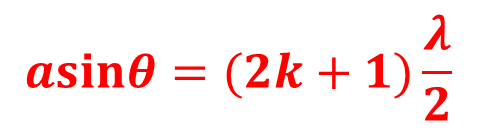 asinθ = (2k + 1) λ/2